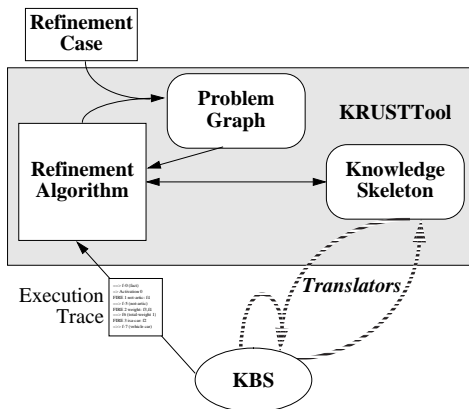 Refinement
Case
Problem
Graph
KRUSTTool
Refinement
Algorithm
Knowledge
Skeleton
Translators
Execution
Trace
KBS